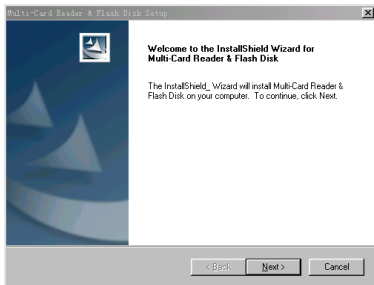 Multi-Card Reader & Flash Disk Setup
Welcome to the InstallShield Wizard for
Multi-Card Reader & Flash Disk
The InstallShield_ Wizard will install Multi-Card Reader &
Flash Disk on your computer. To continue, click Next.
< Back
Next >
Cancel